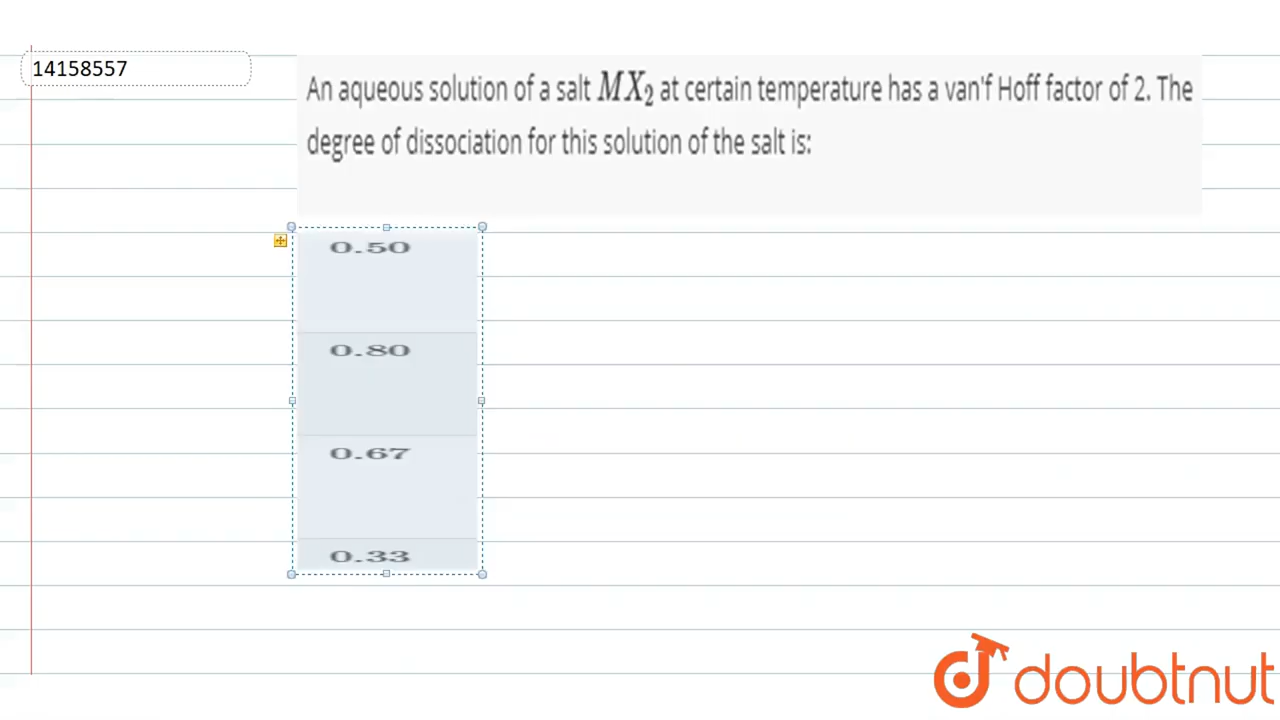 14158557
An aqueous solution of a salt MX₂ at certain temperature has a van'f Hoff factor of 2. The
degree of dissociation for this solution of the salt is:
0.50
0.80
0.67
0.33
doubtnut